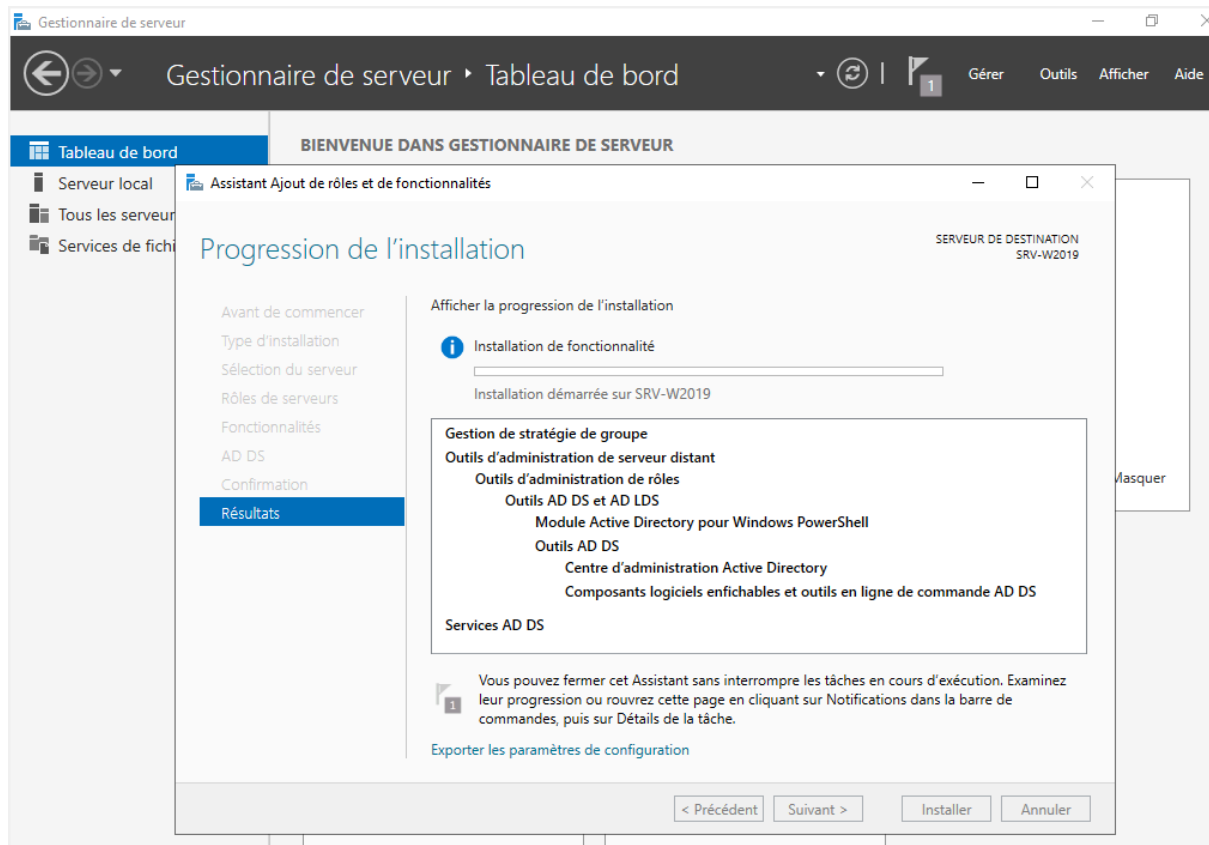 Gestionnaire de serveur
Gestionnaire de serveur ‣ Tableau de bord
1
Gérer
Outils
Afficher
Aide
Tableau de bord
Serveur local
Tous les serveur
Services de fichi
BIENVENUE DANS GESTIONNAIRE DE SERVEUR
Assistant Ajout de rôles et de fonctionnalités
Progression de l'installation
SERVEUR DE DESTINATION
SRV-W2019
Avant de commencer
Type d'installation
Sélection du serveur
Rôles de serveurs
Fonctionnalités
AD DS
Confirmation
Résultats
Afficher la progression de l'installation
Installation de fonctionnalité
Installation démarrée sur SRV-W2019
Gestion de stratégie de groupe
Outils d'administration de serveur distant
Outils d'administration de rôles
Outils AD DS et AD LDS
Module Active Directory pour Windows PowerShell
Outils AD DS
Centre d'administration Active Directory
Composants logiciels enfichables et outils en ligne de commande AD DS
Services AD DS
Masquer
1
Vous pouvez fermer cet Assistant sans interrompre les tâches en cours d'exécution. Examinez
leur progression ou rouvrez cette page en cliquant sur Notifications dans la barre de
commandes, puis sur Détails de la tâche.
Exporter les paramètres de configuration
< Précédent
Suivant >
Installer
Annuler